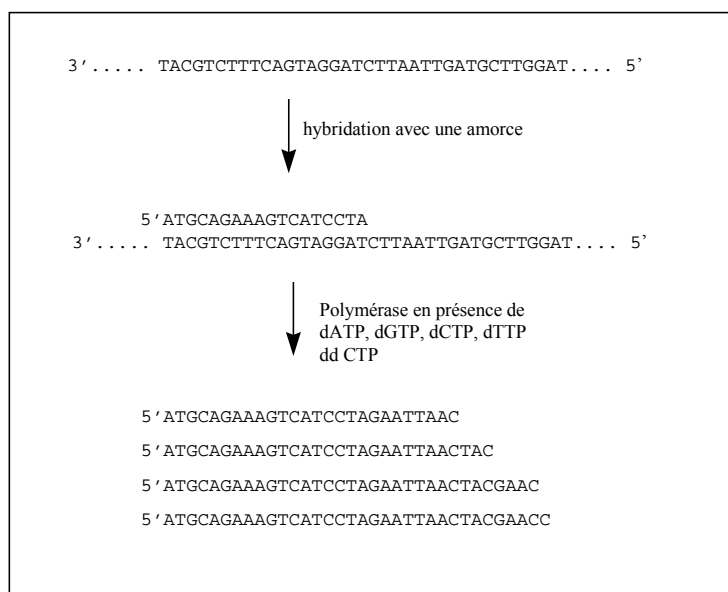 3'..... TACGTCTTTCAGTAGGATCTTAATTGATGCTTGGAT.... 5'
hybridation avec une amorce
5'ATGCAGAAAGTCATCCTA
3'..... TACGTCTTTCAGTAGGATCTTAATTGATGCTTGGAT.... 5'
Polymérase en présence de
dATP, dGTP, dCTP, dTTP
dd CTP
5'ATGCAGAAAGTCATCCTAGAATTAAC
5'ATGCAGAAAGTCATCCTAGAATTAACTAC
5'ATGCAGAAAGTCATCCTAGAATTAACTACGAAC
5'ATGCAGAAAGTCATCCTAGAATTAACTACGAACC